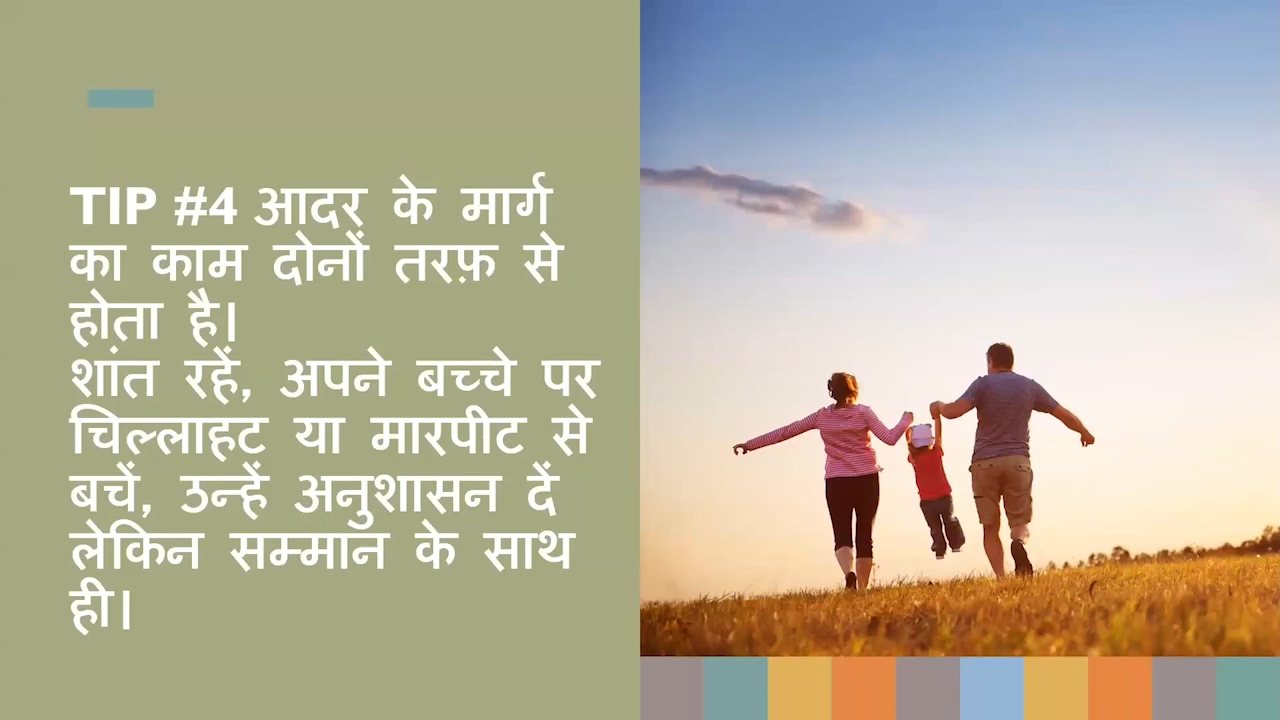 TIP #4 आदर के मार्ग
का काम दोनों तरफ़ से
होता है।
शांत रहें, अपने बच्चे पर
चिल्लाहट या मारपीट से
बचें, उन्हें अनुशासन दें
लेकिन सम्मान के साथ
ही।